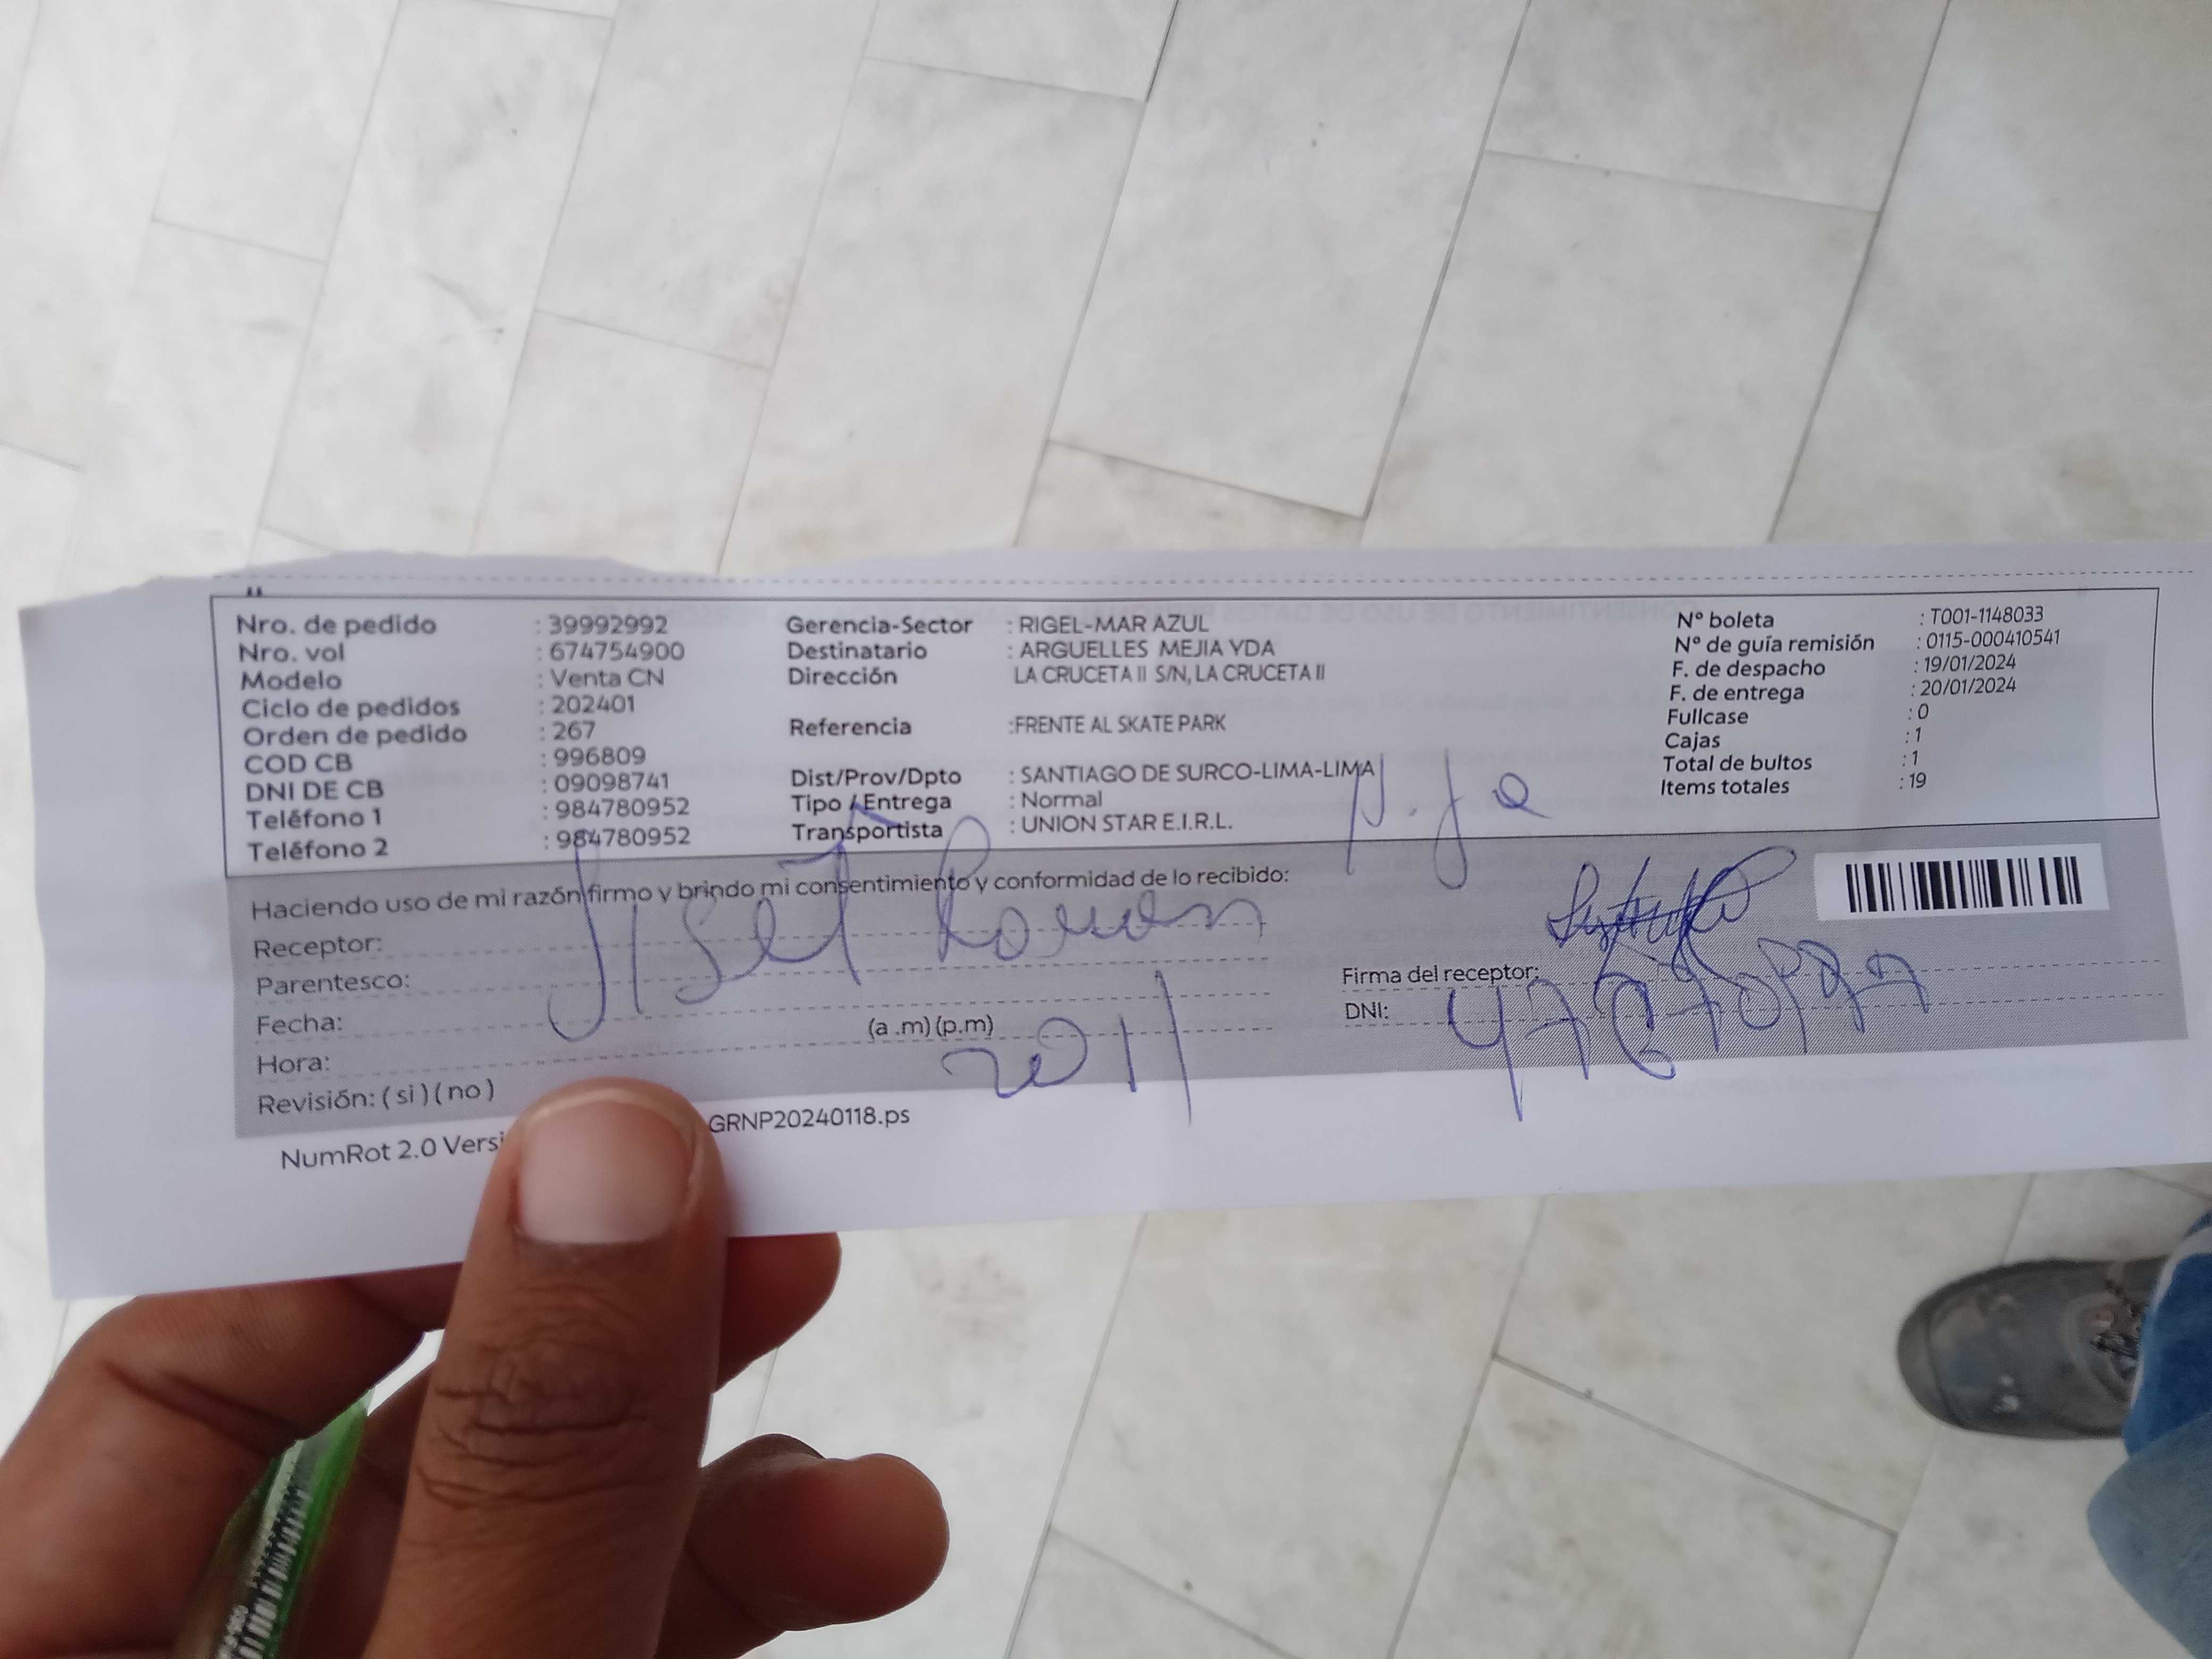 Nro. de pedido : 39992992
Nro. vol : 674754900
Modelo : Venta CN
Ciclo de pedidos : 202401
Orden de pedido : 267
COD CB : 996809
DNI DE CB : 09098741
Teléfono 1 : 984780952
Teléfono 2 : 984780952
Gerencia-Sector : RIGEL-MAR AZUL
Destinatario : ARGUELLES MEJIA YDA
Dirección LA CRUCETA II S/N, LA CRUCETA II
Referencia :FRENTE AL SKATE PARK
Dist/Prov/Dpto : SANTIAGO DE SURCO-LIMA-LIMA
Tipo / Entrega : Normal
Transportista : UNION STAR E.I.R.L.
Nº boleta : T001-1148033
Nº de guía remisión : 0115-000410541
F. de despacho : 19/01/2024
F. de entrega : 20/01/2024
Fullcase : 0
Cajas : 1
Total de bultos : 1
Items totales : 19
Haciendo uso de mi razón firmo y brindo mi consentimiento y conformidad de lo recibido:
Receptor:
Parentesco:
Fecha:
Hora: (a .m) (p.m)
Revisión: ( si ) ( no )
Firma del receptor:
DNI:
NumRot 2.0 Versi
GRNP20240118.ps